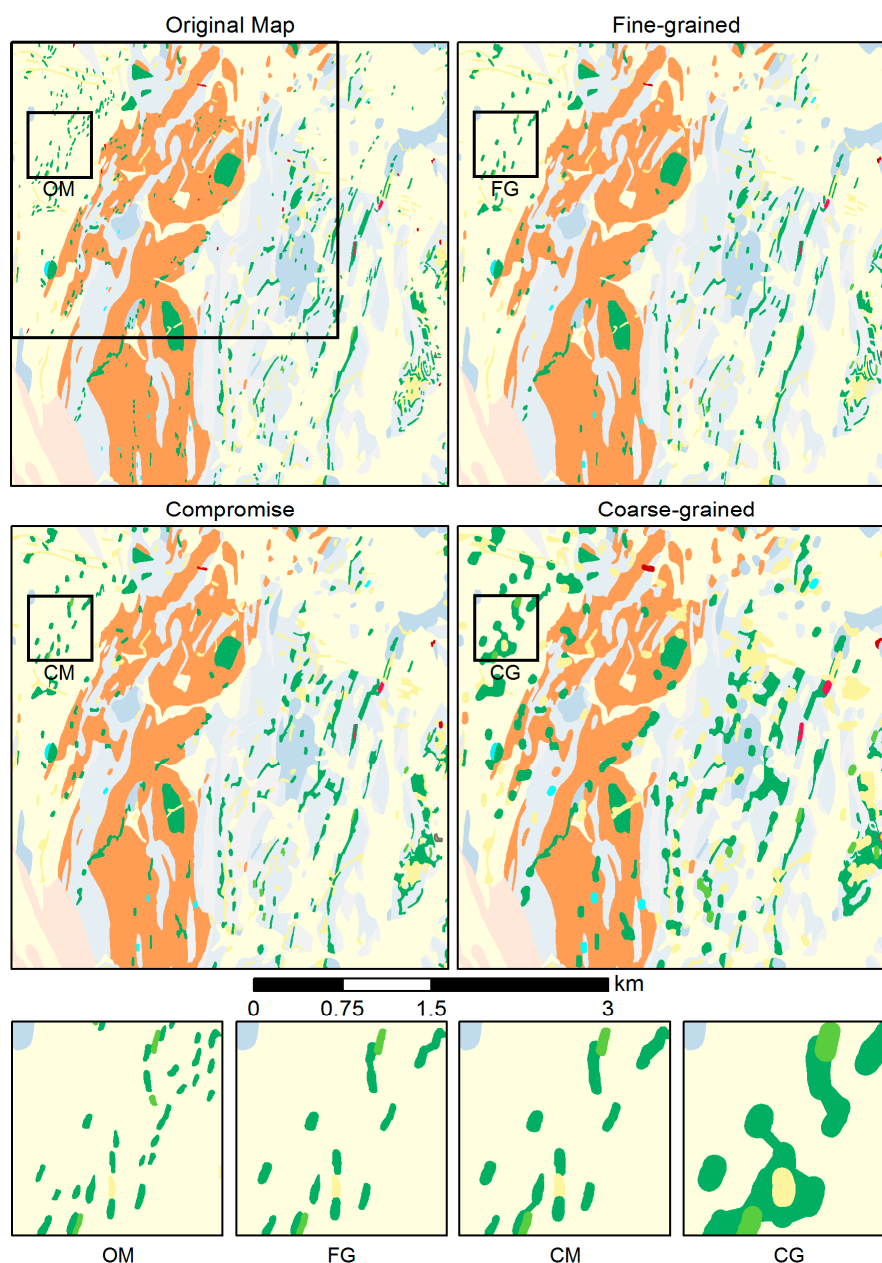 Original Map
Fine-grained
OM
FG
Compromise
Coarse-grained
CM
CG
km
0 0.75 1.5 3
OM
FG
CM
CG